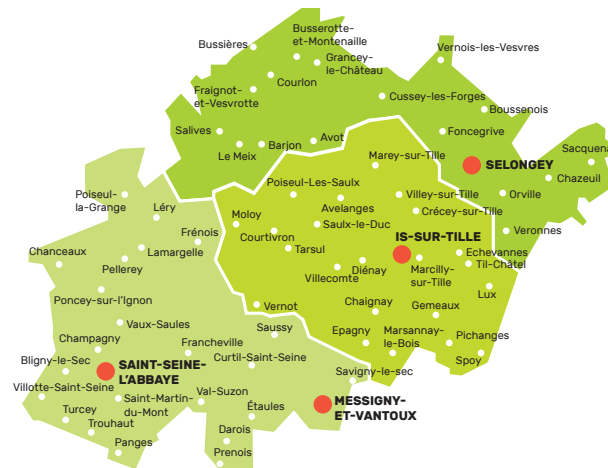 Busserotte-
et-Montenaille
Bussières
Grancey-
le-Château
Vernois-les-Vesvres
Courlon
Fraignot-
et-Vesvrotte
Cussey-les-Forges
Boussenois
Salives
Foncegrive
Avot
Barjon
Le Meix
Marey-sur-Tille
SELONGEY
Sacquena
Chazeuil
Poiseul-
la-Grange
Poiseul-Les-Saulx
Villey-sur-Tille
Orville
Léry
Moloy
Avelanges
Crécey-sur-Tille
Saulx-le-Duc
Veronnes
Frénois
Courtivron
IS-SUR-TILLE
Chanceaux
Lamargelle
Tarsul
Echevannes
Pellerey
Diénay
Marcilly-
sur-Tille
Til-Châtel
Villecomte
Lux
Poncey-sur-l'Ignon
Vernot
Chaignay
Gemeaux
Vaux-Saules
Saussy
Champagny
Francheville
Epagny
Marsannay-
le-Bois
Pichanges
Bligny-le-Sec
SAINT-SEINE-
L'ABBAYE
Curtil-Saint-Seine
Spoy
Savigny-le-sec
Villotte-Saint-Seine
Saint-Martin-
du-Mont
Val-Suzon
MESSIGNY-
ET-VANTOUX
Turcey
Étaules
Trouhaut
Darois
Panges
Prenois